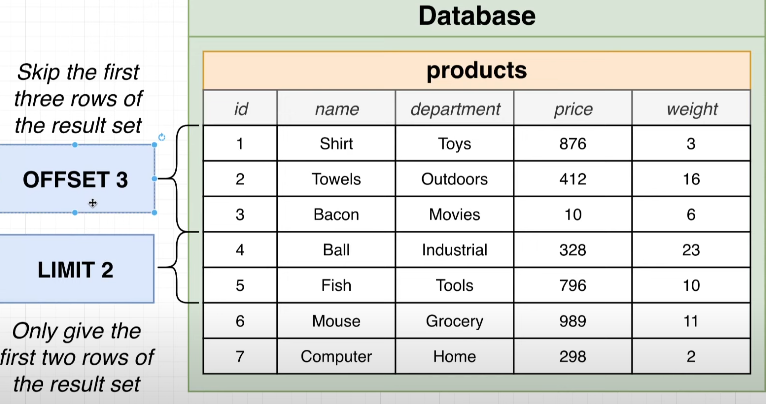 Database
products
id name department price weight
1 Shirt Toys 876 3
2 Towels Outdoors 412 16
3 Bacon Movies 10 6
4 Ball Industrial 328 23
5 Fish Tools 796 10
6 Mouse Grocery 989 11
7 Computer Home 298 2
Skip the first
three rows of
the result set
OFFSET 3
LIMIT 2
Only give the
first two rows of
the result set